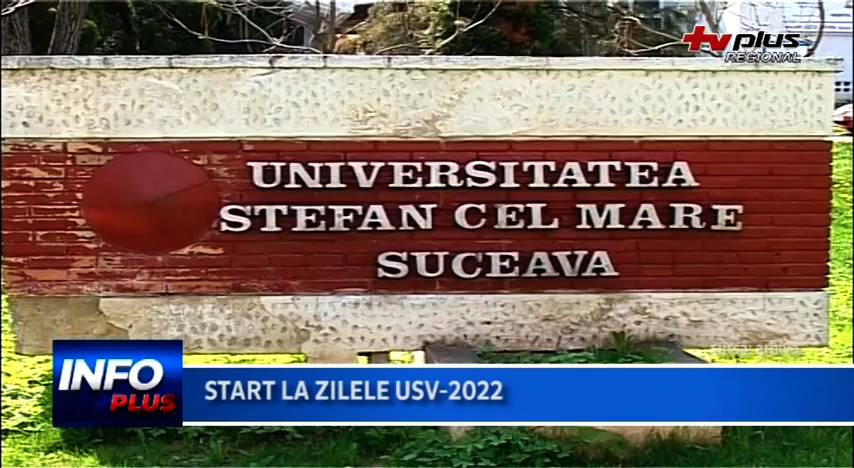 tv plus
REGIONAL
UNIVERSITATEA
STEFAN CEL MARE
SUCEAVA
INFO
PLUS
START LA ZILELE USV-2022